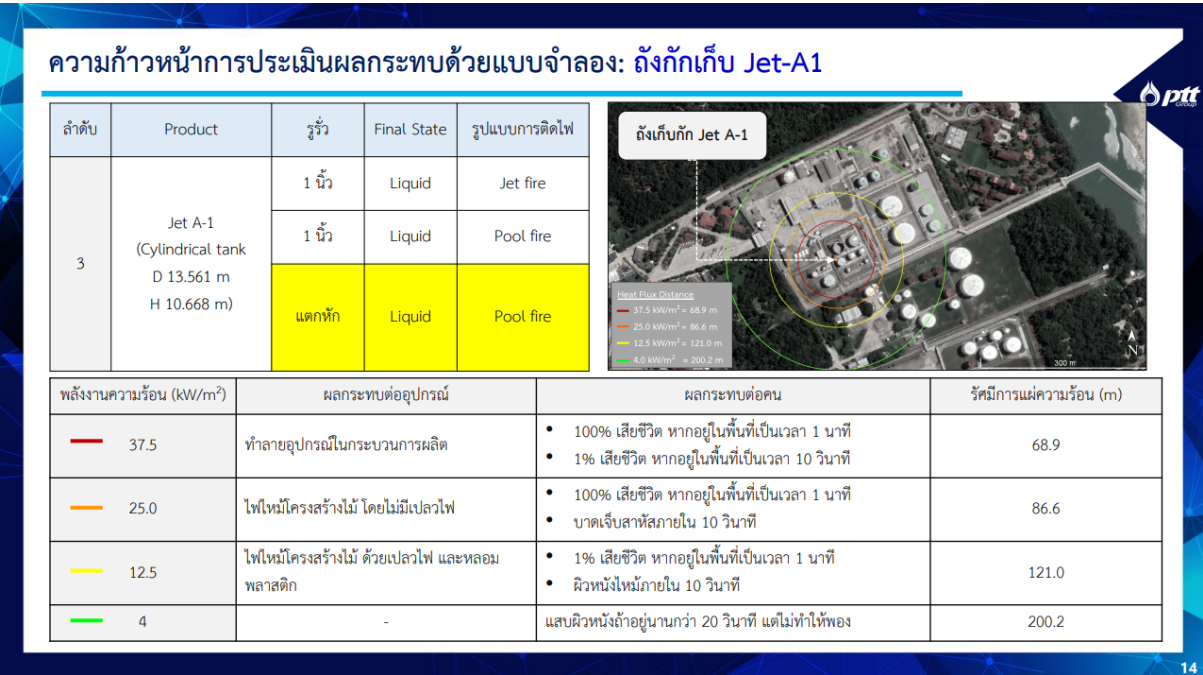 ความก้าวหน้าการประเมินผลกระทบด้วยแบบจำลอง: ถังกักเก็บ Jet-A1
ptt
Group
ลำดับ Product รูรั่ว Final State รูปแบบการติดไฟ
3
Jet A-1
(Cylindrical tank
D 13.561 m
H 10.668 m)
1 นิ้ว Liquid Jet fire
1 นิ้ว Liquid Pool fire
แตกหัก Liquid Pool fire
ถังเก็บกัก Jet A-1
Heat Flux Distance
37.5 kW/m² = 68.9 m
25.0 kW/m² = 86.6 m
12.5 kW/m² = 121.0 m
4.0 kW/m² = 200.2 m
N
300 m
พลังงานความร้อน (kW/m²) ผลกระทบต่ออุปกรณ์ ผลกระทบต่อคน รัศมีการแผ่ความร้อน (m)
37.5 ทำลายอุปกรณ์ในกระบวนการผลิต
• 100% เสียชีวิต หากอยู่ในพื้นที่เป็นเวลา 1 นาที
• 1% เสียชีวิต หากอยู่ในพื้นที่เป็นเวลา 10 วินาที
68.9
25.0 ไฟไหม้โครงสร้างไม้ โดยไม่มีเปลวไฟ
• 100% เสียชีวิต หากอยู่ในพื้นที่เป็นเวลา 1 นาที
• บาดเจ็บสาหัสภายใน 10 วินาที
86.6
12.5
ไฟไหม้โครงสร้างไม้ ด้วยเปลวไฟ และหลอม
พลาสติก
• 1% เสียชีวิต หากอยู่ในพื้นที่เป็นเวลา 1 นาที
• ผิวหนังไหม้ภายใน 10 วินาที
121.0
4 - แสบผิวหนังถ้าอยู่นานกว่า 20 วินาที แต่ไม่ทำให้พอง 200.2
14